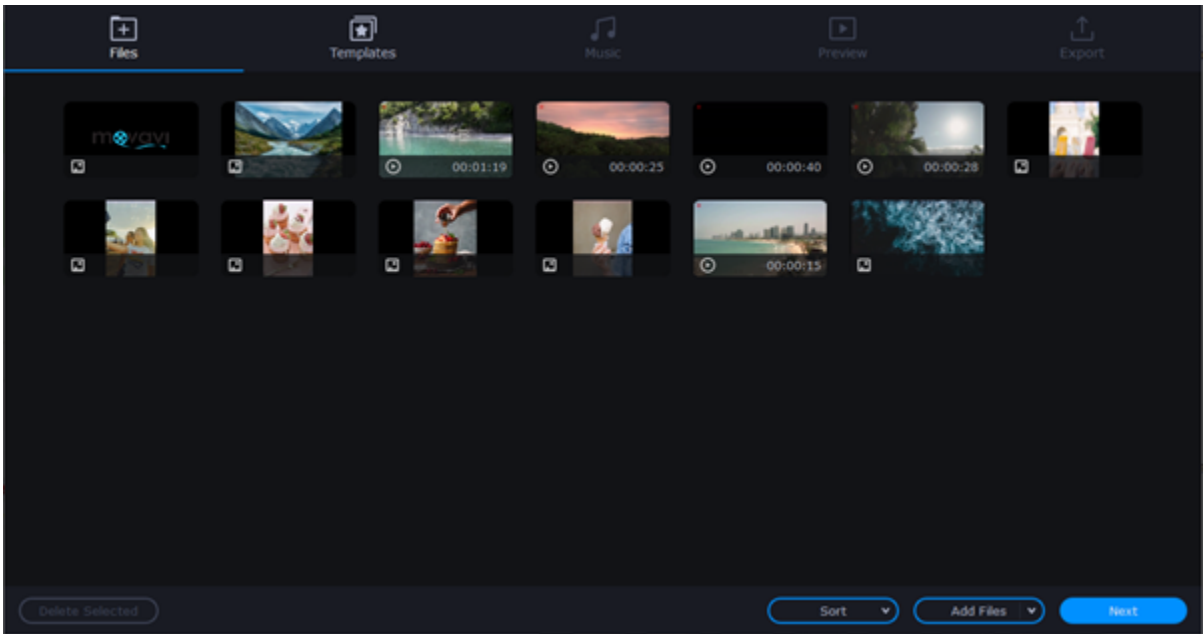 Files
Templates
Music
Preview
Export
movavi
00:01:19
00:00:25
00:00:40
00:00:28
00:00:15
Delete Selected
Sort
Add Files
Next